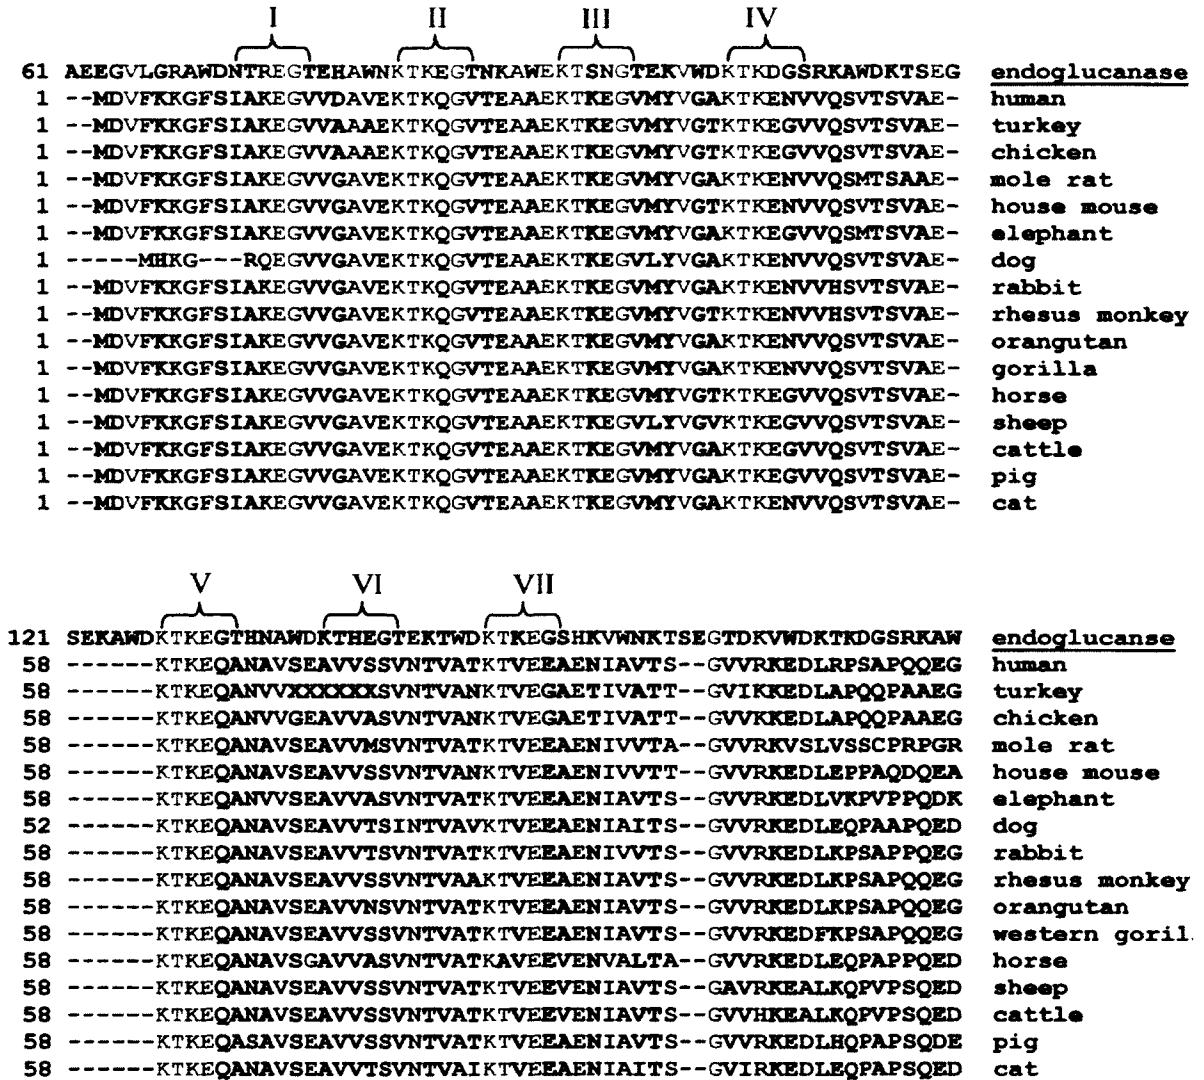 I II III IV
61 AEEGVLGRAWDNTREGTEHAWNKTKEGTNKAWEKTSNGTEKVWDKTKDGSRKAWDKTSEG endoglucanase
1 --MDVFKKGFSIAKEGVVDAVEKTKQGVTEAAEKTKEGVMYVGAKTKENVVQSVTSVAE- human
1 --MDVFKKGFSIAKEGVVAAAEKTKQGVTEAAEKTKEGVMYVGTKTKEGVVQSVTSVAE- turkey
1 --MDVFKKGFSIAKEGVVAAAEKTKQGVTEAAEKTKEGVMYVGTKTKEGVVQSVTSVAE- chicken
1 --MDVFKKGFSIAKEGVVGAVEKTKQGVTEAAEKTKEGVMYVGAKTKENVVQSMTSAAE- mole rat
1 --MDVFKKGFSIAKEGVVGAVEKTKQGVTEAAEKTKEGVMYVGTKTKENVVQSVTSVAE- house mouse
1 --MDVFKKGFSIAKEGVVGAVEKTKQGVTEAAEKTKEGVMYVGAKTKEGVVQSMTSVAE- elephant
1 -----MHKG---RQEGVVGAVEKTKQGVTEAAEKTKEGVLYVGAKTKENVVQSVTSVAE- dog
1 --MDVFKKGFSIAKEGVVGAVEKTKQGVTEAAEKTKEGVMYVGAKTKENVVHSVTSVAE- rabbit
1 --MDVFKKGFSIAKEGVVGAVEKTKQGVTEAAEKTKEGVMYVGTKTKENVVHSVTSVAE- rhesus monkey
1 --MDVFKKGFSIAKEGVVGAVEKTKQGVTEAAEKTKEGVMYVGAKTKENVVQSVTSVAE- orangutan
1 --MDVFKKGFSIAKEGVVGAVEKTKQGVTEAAEKTKEGVMYVGAKTKENVVQSVTSVAE- gorilla
1 --MDVFKKGFSIAKEGVVGAVEKTKQGVTEAAEKTKEGVMYVGTKTKENVVQSVTSVAE- horse
1 --MDVFKKGFSIAKEGVVGAVEKTKQGVTEAAEKTKEGVLYVGVKTKEGVVQSVTSVAE- sheep
1 --MDVFKKGFSIAKEGVVGAVEKTKQGVTEAAEKTKEGVMYVGAKTKEGVVQSVTSVAE- cattle
1 --MDVFKKGFSIAKEGVVGAVEKTKQGVTEAAEKTKEGVMYVGAKTKEGVVQSVTSVAE- pig
1 --MDVFKKGFSIAKEGVVGAVEKTKQGVTEAAEKTKEGVMYVGAKTKENVVQSVTSVAE- cat
V VI VII
121 SEKAWDKTKEGTHNAWDKTHEGTEKTWDKTKEGSHKVWNKTSEGTDKVWDKTKDGSRKAW endoglucanse
58 ------KTKEQANAVSEAVVSSVNTVATKTVEEAENIAVTS--GVVRKEDLRPSAPQQEG human
58 ------KTKEQANVVXXXXXXSVNTVANKTVEGAETIVATT--GVIKKEDLAPQQPAAEG turkey
58 ------KTKEQANVVGEAVVASVNTVANKTVEGAETIVATT--GVVKKEDLAPQQPAAEG chicken
58 ------KTKEQANAVSEAVVMSVNTVATKTVEEAENIVVTA--GVVRKVSLVSSCPRPGR mole rat
58 ------KTKEQANAVSEAVVSSVNTVANKTVEEAENIVVTT--GVVRKEDLEPPAQDQEA house mouse
58 ------KTKEQANVVSEAVVASVNTVATKTVEEAENIAVTS--GVVRKEDLVKPVPPQDK elephant
52 ------KTKEQANAVSEAVVTSINTVAVKTVEEAENIAITS--GVVRKEDLEQPAAPQED dog
58 ------KTKEQANAVSEAVVTSVNTVATKTVEEAENIVVTS--GVVRKEDLKPSAPPQEG rabbit
58 ------KTKEQANAVSEAVVSSVNTVAAKTVEEAENIAVTS--GVVRKEDLKPSAPQQEG rhesus monkey
58 ------KTKEQANAVSEAVVNSVNTVATKTVEEAENIAVTS--GVVRKEDLKPSAPQQEG orangutan
58 ------KTKEQANAVSEAVVSSVNTVATKTVEEAENIAVTS--GVVRKEDFKPSAPQQEG western goril
58 ------KTKEQANAVSGAVVASVNTVATKAVEEVENVALTA--GVVRKEDLEQPAPPQED horse
58 ------KTKEQANAVSEAVVSSVNTVATKTVEEVENIAVTS--GAVRKEALKQPVPSQED sheep
58 ------KTKEQANAVSEAVVSSVNTVATKTVEEVENIAVTS--GVVHKEALKQPVPSQED cattle
58 ------KTKEQASAVSEAVVSSVNTVATKTVEEAENIAVTS--GVVRKEDLHQPAPSQDE pig
58 ------KTKEQANAVSEAVVTSVNTVAIKTVEEAENIAITS--GVIRKEDLKQPAPSQED cat